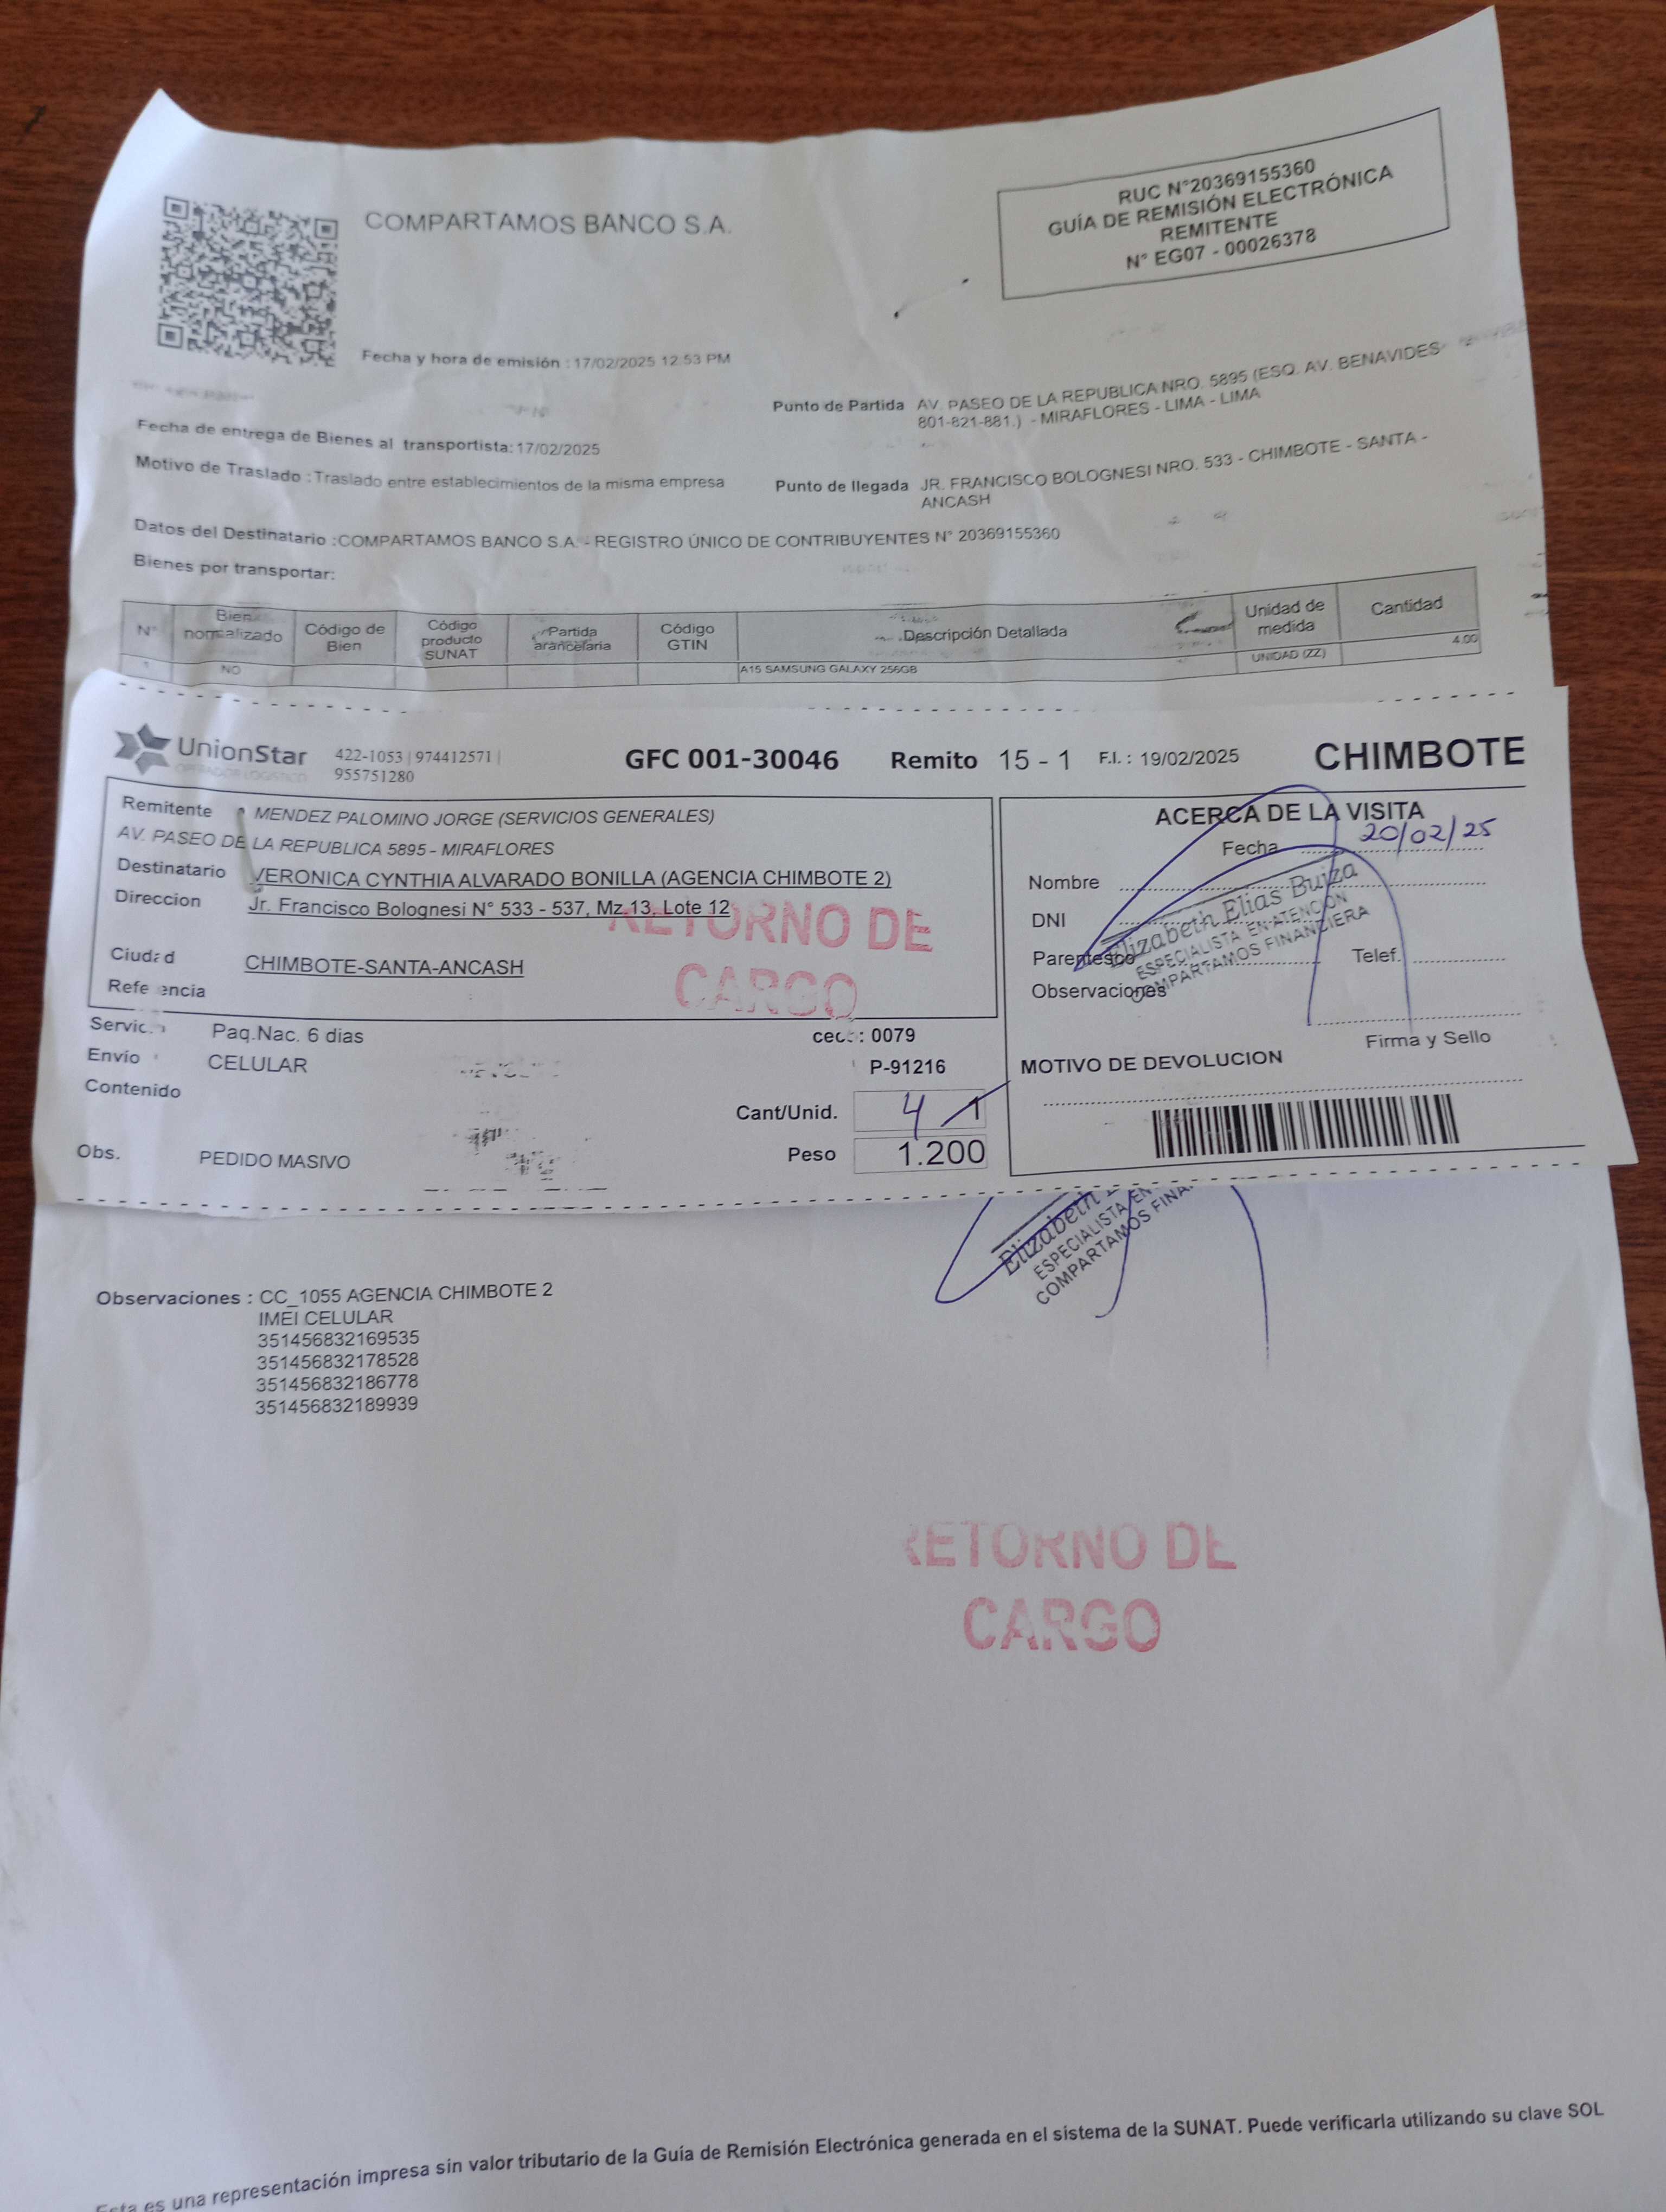 COMPARTAMOS BANCO S.A.
RUC N°20369155360
GUÍA DE REMISIÓN ELECTRÓNICA
REMITENTE
N° EG07 - 00026378
Fecha y hora de emisión : 17/02/2025 12:53 PM
Fecha de entrega de Bienes al transportista: 17/02/2025
Motivo de Traslado : Traslado entre establecimientos de la misma empresa
Punto de Partida AV. PASEO DE LA REPUBLICA NRO. 5895 (ESQ. AV. BENAVIDES
801-821-881.) - MIRAFLORES - LIMA - LIMA
Punto de llegada JR. FRANCISCO BOLOGNESI NRO. 533 - CHIMBOTE - SANTA -
ANCASH
Datos del Destinatario :COMPARTAMOS BANCO S.A. - REGISTRO ÚNICO DE CONTRIBUYENTES N° 20369155360
Bienes por transportar:
N° Bien normalizado Código de Bien Código producto SUNAT Partida arancelaria Código GTIN Descripción Detallada Unidad de medida Cantidad
1 NO A15 SAMSUNG GALAXY 256GB UNIDAD (ZZ) 4.00
UnionStar
OPERADOR LOGISTICO
422-1053 | 974412571 |
955751280
GFC 001-30046 Remito 15 - 1 F.I. : 19/02/2025 CHIMBOTE
Remitente MENDEZ PALOMINO JORGE (SERVICIOS GENERALES)
AV. PASEO DE LA REPUBLICA 5895 - MIRAFLORES
Destinatario VERONICA CYNTHIA ALVARADO BONILLA (AGENCIA CHIMBOTE 2)
Direccion Jr. Francisco Bolognesi N° 533 - 537, Mz 13, Lote 12
RETORNO DE
CARGO
Ciudad CHIMBOTE-SANTA-ANCASH
Referencia
Servic Paq.Nac. 6 dias
: 0079
Envio CELULAR
P-91216
Contenido
Cant/Unid. 4 1
Peso 1.200
Obs. PEDIDO MASIVO
ACERCA DE LA VISITA
Fecha 20/02/25
Nombre
DNI
Parentesco Telef.
Observaciones
Elizabeth Elias Buiza
ESPECIALISTA EN ATENCIÓN
COMPARTAMOS FINANCIERA
Firma y Sello
MOTIVO DE DEVOLUCION
Elizabeth
ESPECIALISTA EN
COMPARTAMOS FINA
Observaciones : CC_1055 AGENCIA CHIMBOTE 2
IMEI CELULAR
351456832169535
351456832178528
351456832186778
351456832189939
RETORNO DE
CARGO
Esta es una representación impresa sin valor tributario de la Guía de Remisión Electrónica generada en el sistema de la SUNAT. Puede verificarla utilizando su clave SOL